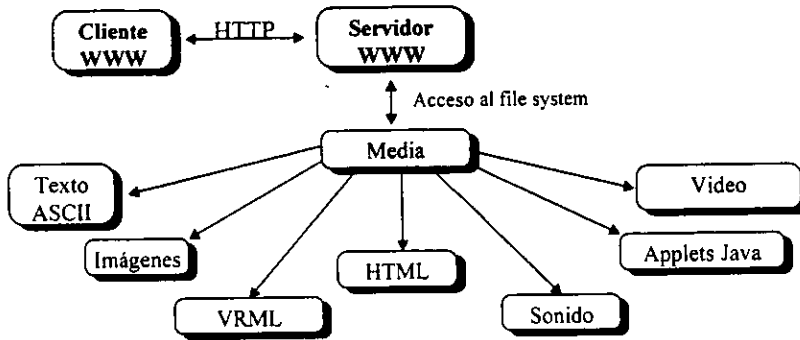 Cliente
WWW
HTTP
Servidor
WWW
Acceso al file system
Media
Texto
ASCII
Imágenes
VRML
HTML
Sonido
Applets Java
Video